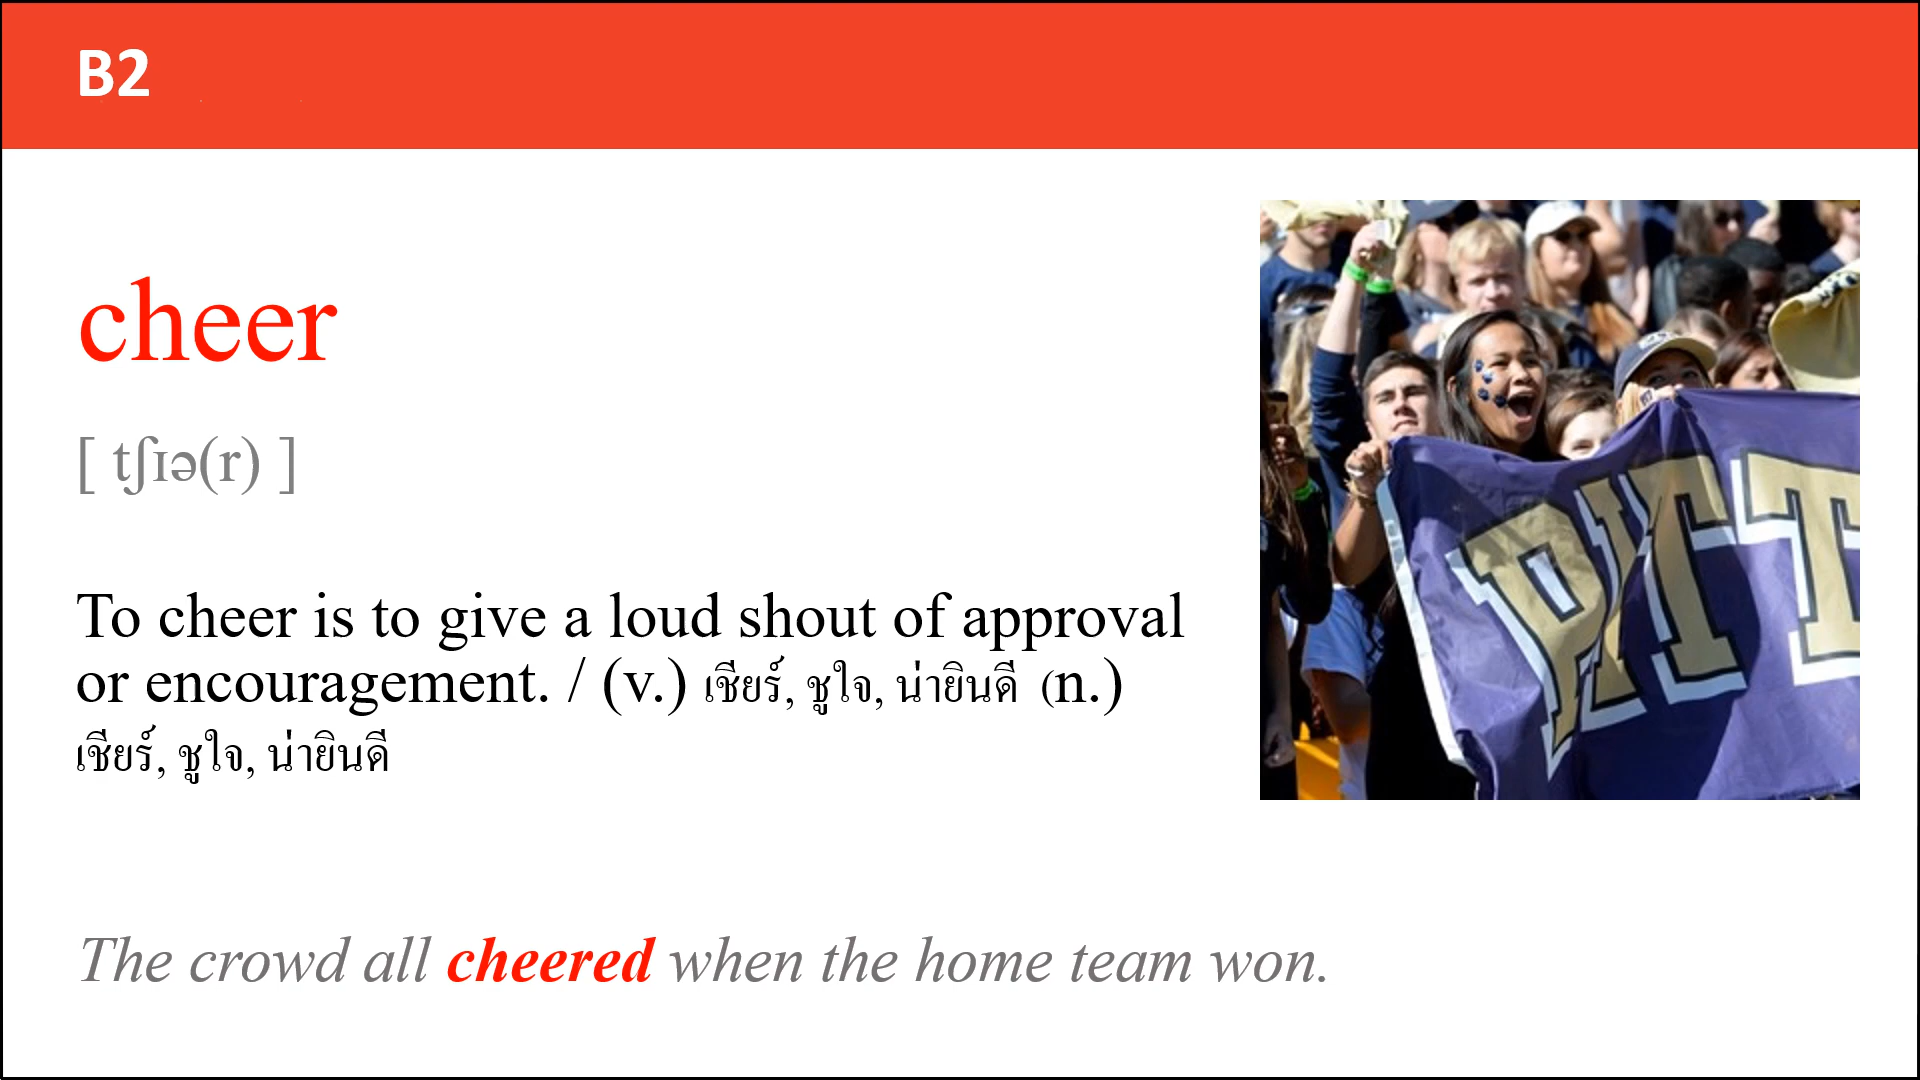 B2
cheer
[ tʃɪə(r) ]
To cheer is to give a loud shout of approval
or encouragement. / (v.) เชียร์, ชูใจ, น่ายินดี (n.)
เชียร์, ชูใจ, น่ายินดี
PITT
The crowd all cheered when the home team won.